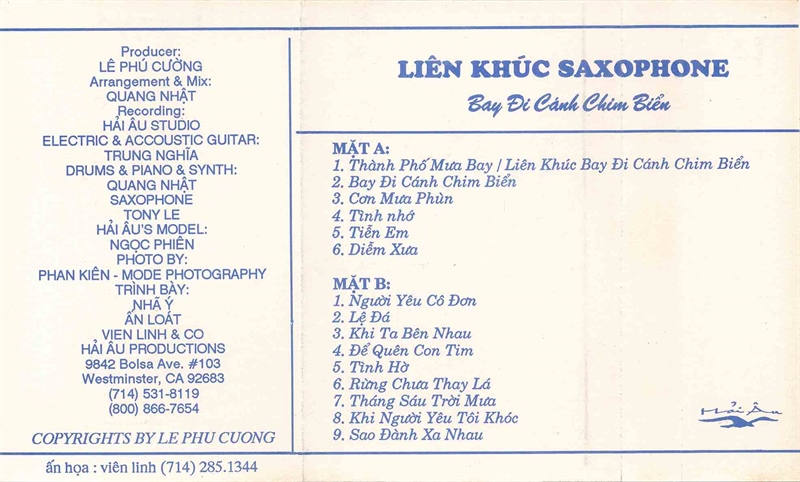 Producer:
LÊ PHÚ CƯỜNG
Arrangement & Mix:
QUANG NHẬT
Recording:
HẢI ÂU STUDIO
ELECTRIC & ACCOUSTIC GUITAR:
TRUNG NGHĨA
DRUMS & PIANO & SYNTH:
QUANG NHẬT
SAXOPHONE
TONY LE
HẢI ÂU'S MODEL:
NGỌC PHIÊN
PHOTO BY:
PHAN KIÊN - MODE PHOTOGRAPHY
TRÌNH BÀY:
NHÃ Ý
ẤN LOÁT
VIEN LINH & CO
HẢI ÂU PRODUCTIONS
9842 Bolsa Ave. #103
Westminster, CA 92683
(714) 531-8119
(800) 866-7654
COPYRIGHTS BY LE PHU CUONG
ấn họa : viên linh (714) 285.1344
LIÊN KHÚC SAXOPHONE
Bay Đi Cánh Chim Biển
MẶT A:
1. Thành Phố Mưa Bay / Liên Khúc Bay Đi Cánh Chim Biển
2. Bay Đi Cánh Chim Biển
3. Cơn Mưa Phùn
4. Tình nhớ
5. Tiễn Em
6. Diễm Xưa
MẶT B:
1. Người Yêu Cô Đơn
2. Lệ Đá
3. Khi Ta Bên Nhau
4. Để Quên Con Tim
5. Tình Hờ
6. Rừng Chưa Thay Lá
7. Tháng Sáu Trời Mưa
8. Khi Người Yêu Tôi Khóc
9. Sao Đành Xa Nhau
Hải Âu